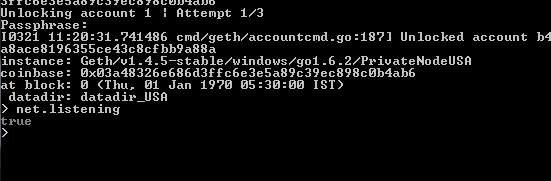 3ffc6e3e5a89c39ec898c0b4ab6
Unlocking account 1 | Attempt 1/3
Passphrase:
I0321 11:20:31.741486 cmd/geth/accountcmd.go:187] Unlocked account b4
a8ace8196355ce43c8cfbb9a88a
instance: Geth/v1.4.5-stable/windows/go1.6.2/PrivateNodeUSA
coinbase: 0x03a48326e686d3ffc6e3e5a89c39ec898c0b4ab6
at block: 0 (Thu, 01 Jan 1970 05:30:00 IST)
datadir: datadir_USA
> net.listening
true
>